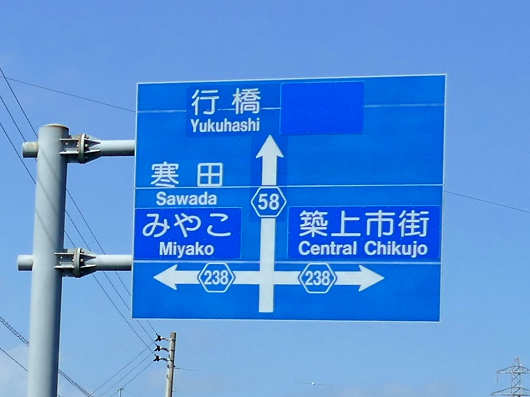 行橋
Yukuhashi
寒田
Sawada
58
みやこ
Miyako
築上市街
Central Chikujo
238
238